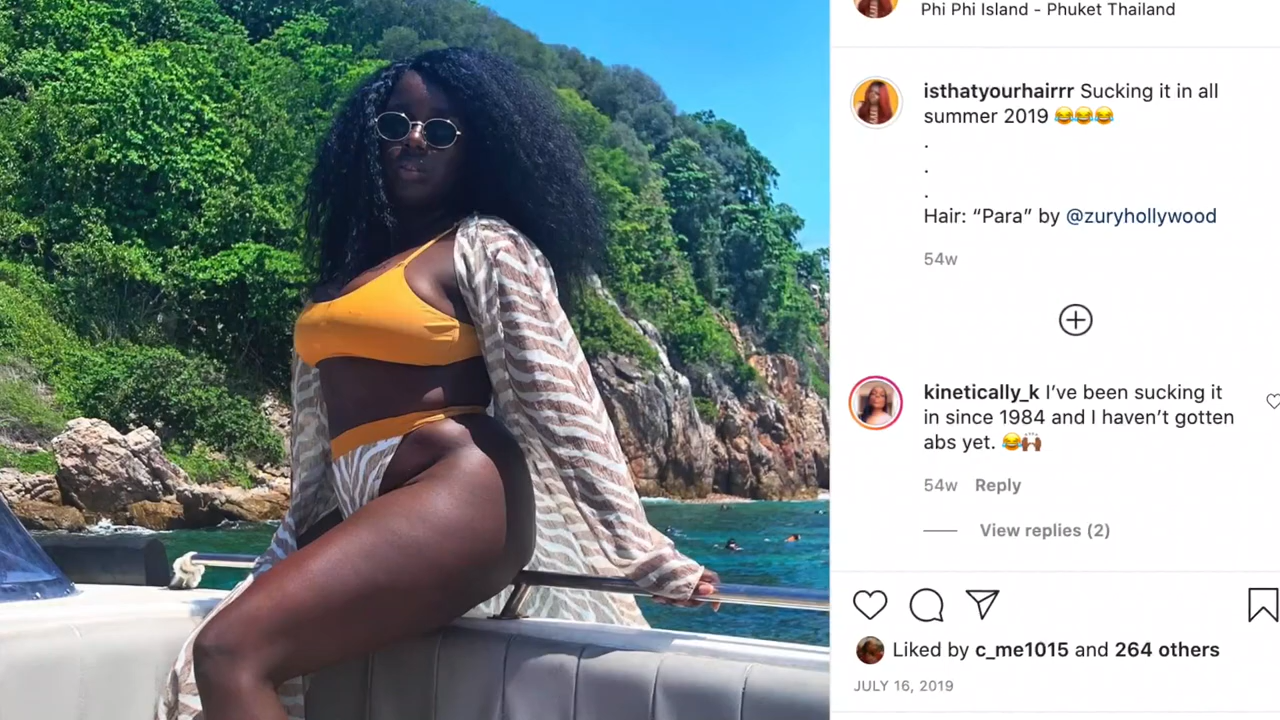 Phi Phi Island - Phuket Thailand
isthatyourhairrr Sucking it in all
summer 2019 😂😂😂
.
.
.
Hair: “Para” by @zuryhollywood
54w
kinetically_k I’ve been sucking it
in since 1984 and I haven’t gotten
abs yet. 😂🙌🏾
54w Reply
View replies (2)
Liked by c_me1015 and 264 others
JULY 16, 2019